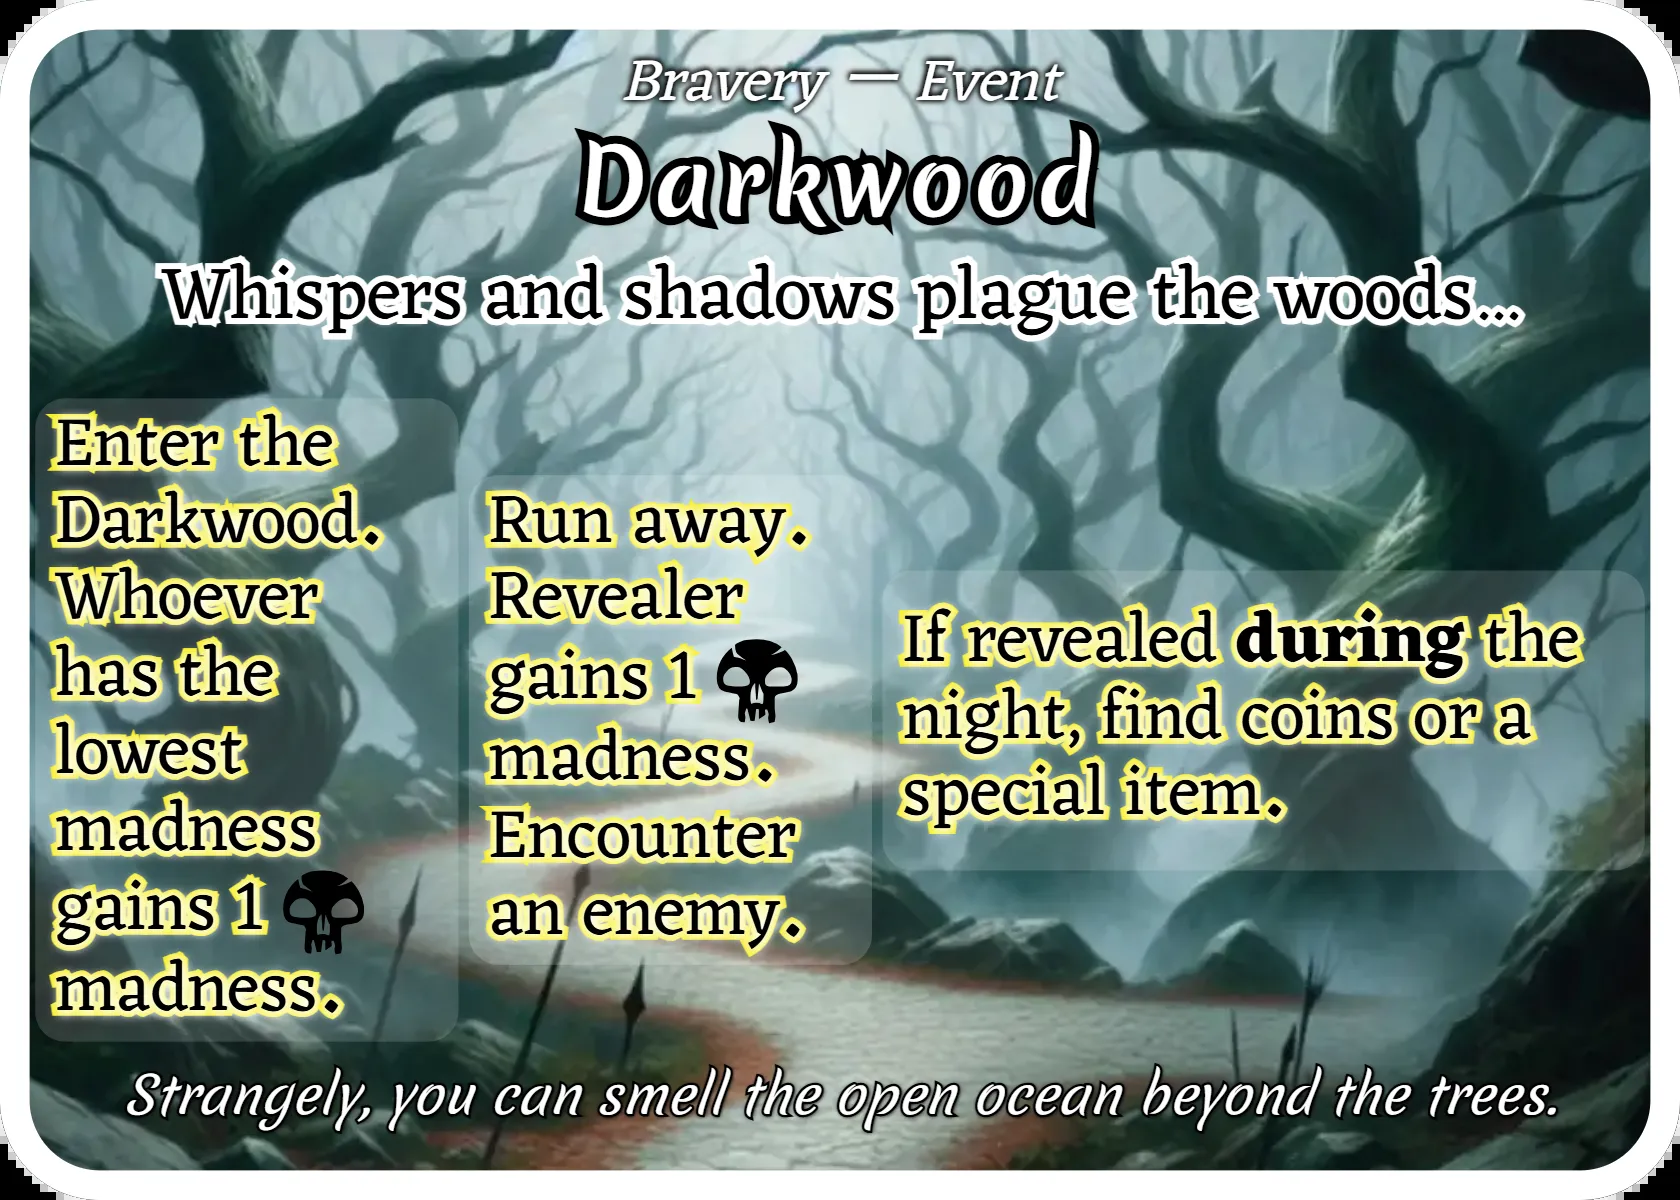 Bravery — Event
Darkwood
Whispers and shadows plague the woods...
Enter the
Darkwood.
Whoever
has the
lowest
madness
gains 1
madness.
Run away.
Revealer
gains 1
madness.
Encounter
an enemy.
If revealed during the
night, find coins or a
special item.
Strangely, you can smell the open ocean beyond the trees.